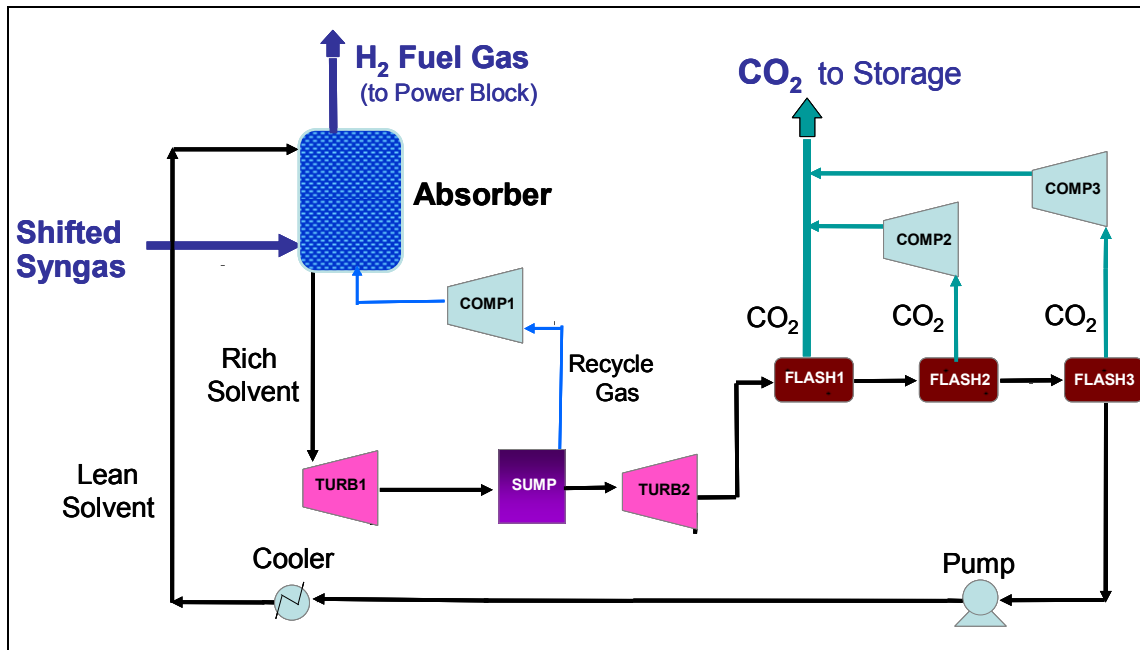 H₂ Fuel Gas
(to Power Block)
CO₂ to Storage
Absorber
Shifted
Syngas
COMP3
COMP2
COMP1
CO₂
CO₂
CO₂
Rich
Solvent
Recycle
Gas
FLASH1
FLASH2
FLASH3
Lean
Solvent
TURB1
SUMP
TURB2
Cooler
Pump